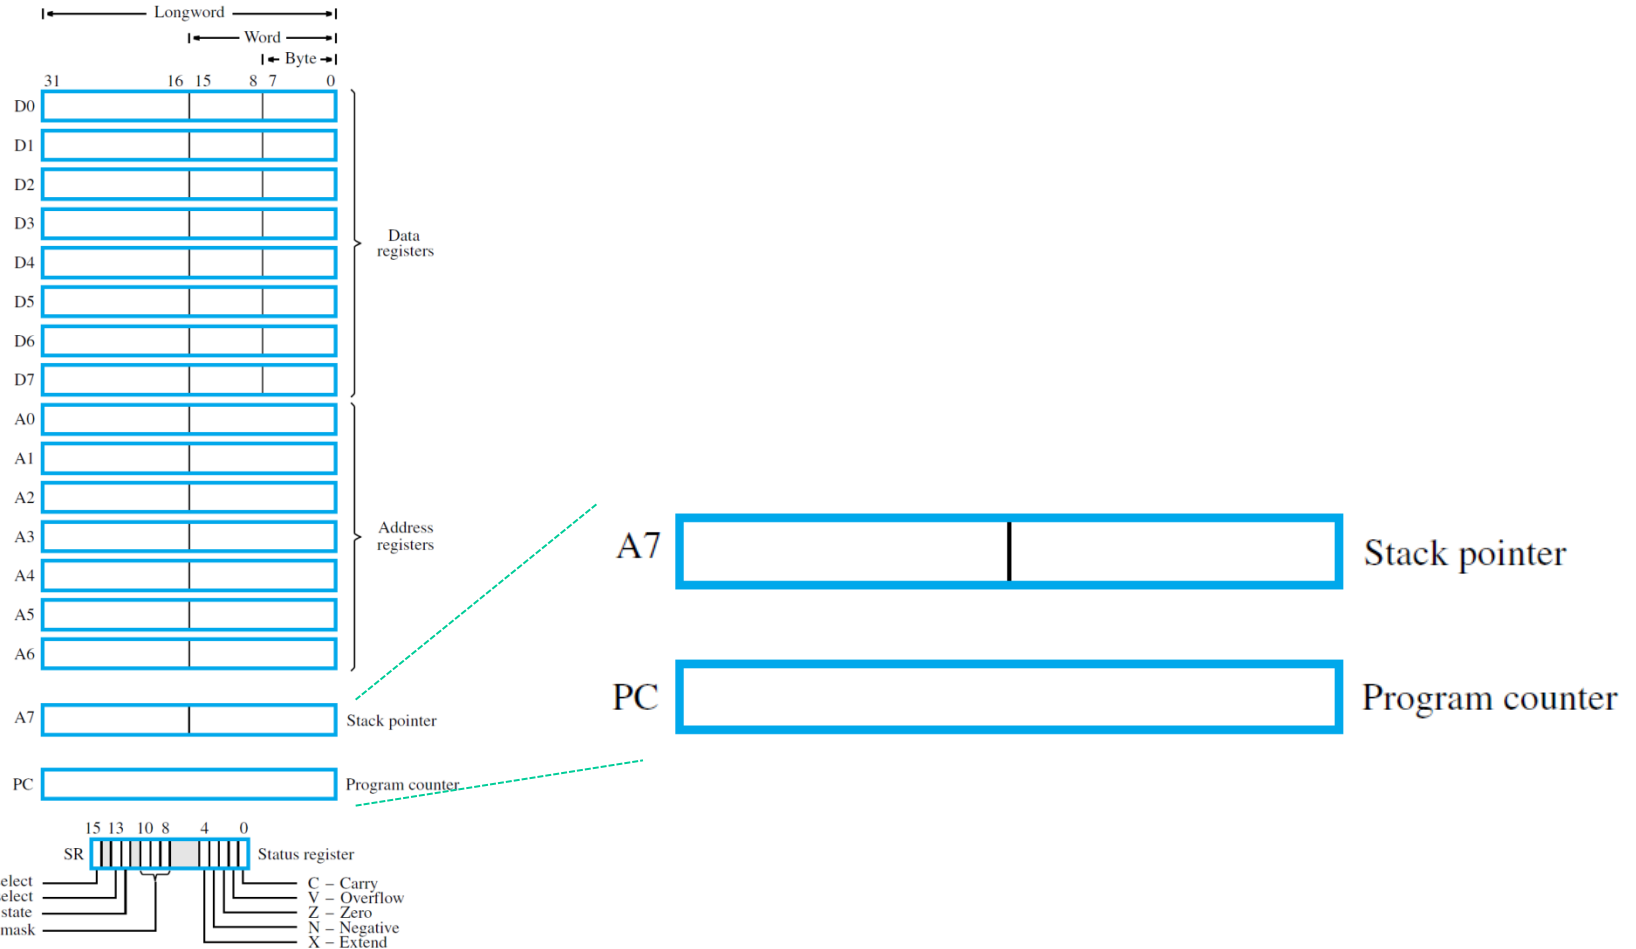 Longword
Word
Byte
31 16 15 8 7 0
D0
D1
D2
D3
Data
registers
D4
D5
D6
D7
A0
A1
A2
A3
Address
registers
A4
A5
A6
A7 Stack pointer
PC Program counter
15 13 10 8 4 0
SR Status register
elect
elect
state
mask
C – Carry
V – Overflow
Z – Zero
N – Negative
X – Extend
A7 Stack pointer
PC Program counter